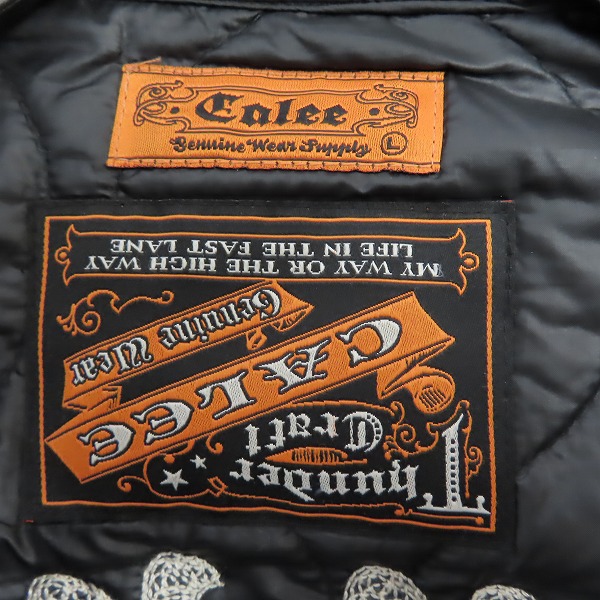 Calee
Genuine Wear Supply L
Thunder
Craft
CALEE
Genuine Wear
MY WAY OR THE HIGH WAY
LIFE IN THE FAST LANE